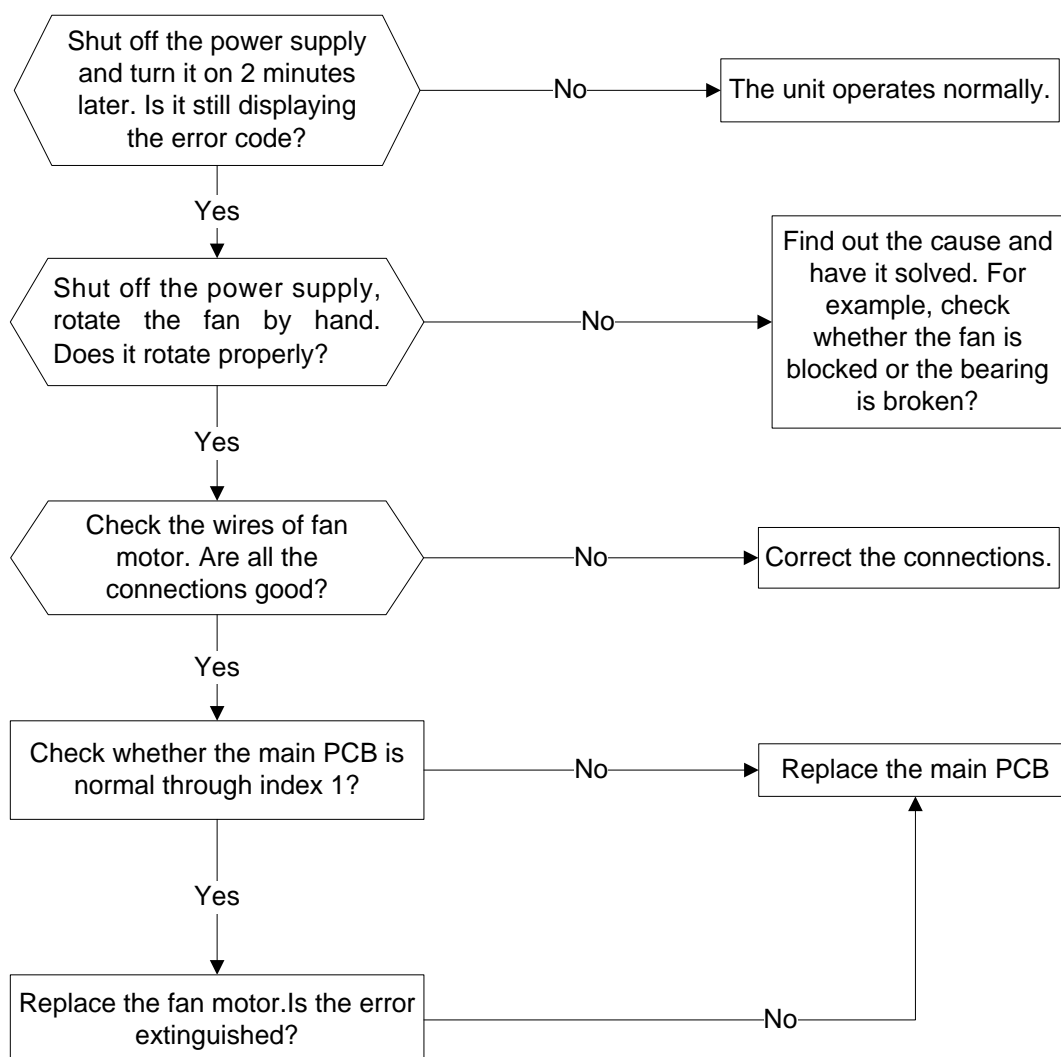 Shut off the power supply
and turn it on 2 minutes
later. Is it still displaying
the error code?
No
The unit operates normally.
Yes
Shut off the power supply,
rotate the fan by hand.
Does it rotate properly?
No
Find out the cause and
have it solved. For
example, check
whether the fan is
blocked or the bearing
is broken?
Yes
Check the wires of fan
motor. Are all the
connections good?
No
Correct the connections.
Yes
Check whether the main PCB is
normal through index 1?
No
Replace the main PCB
Yes
Replace the fan motor.Is the error
extinguished?
No